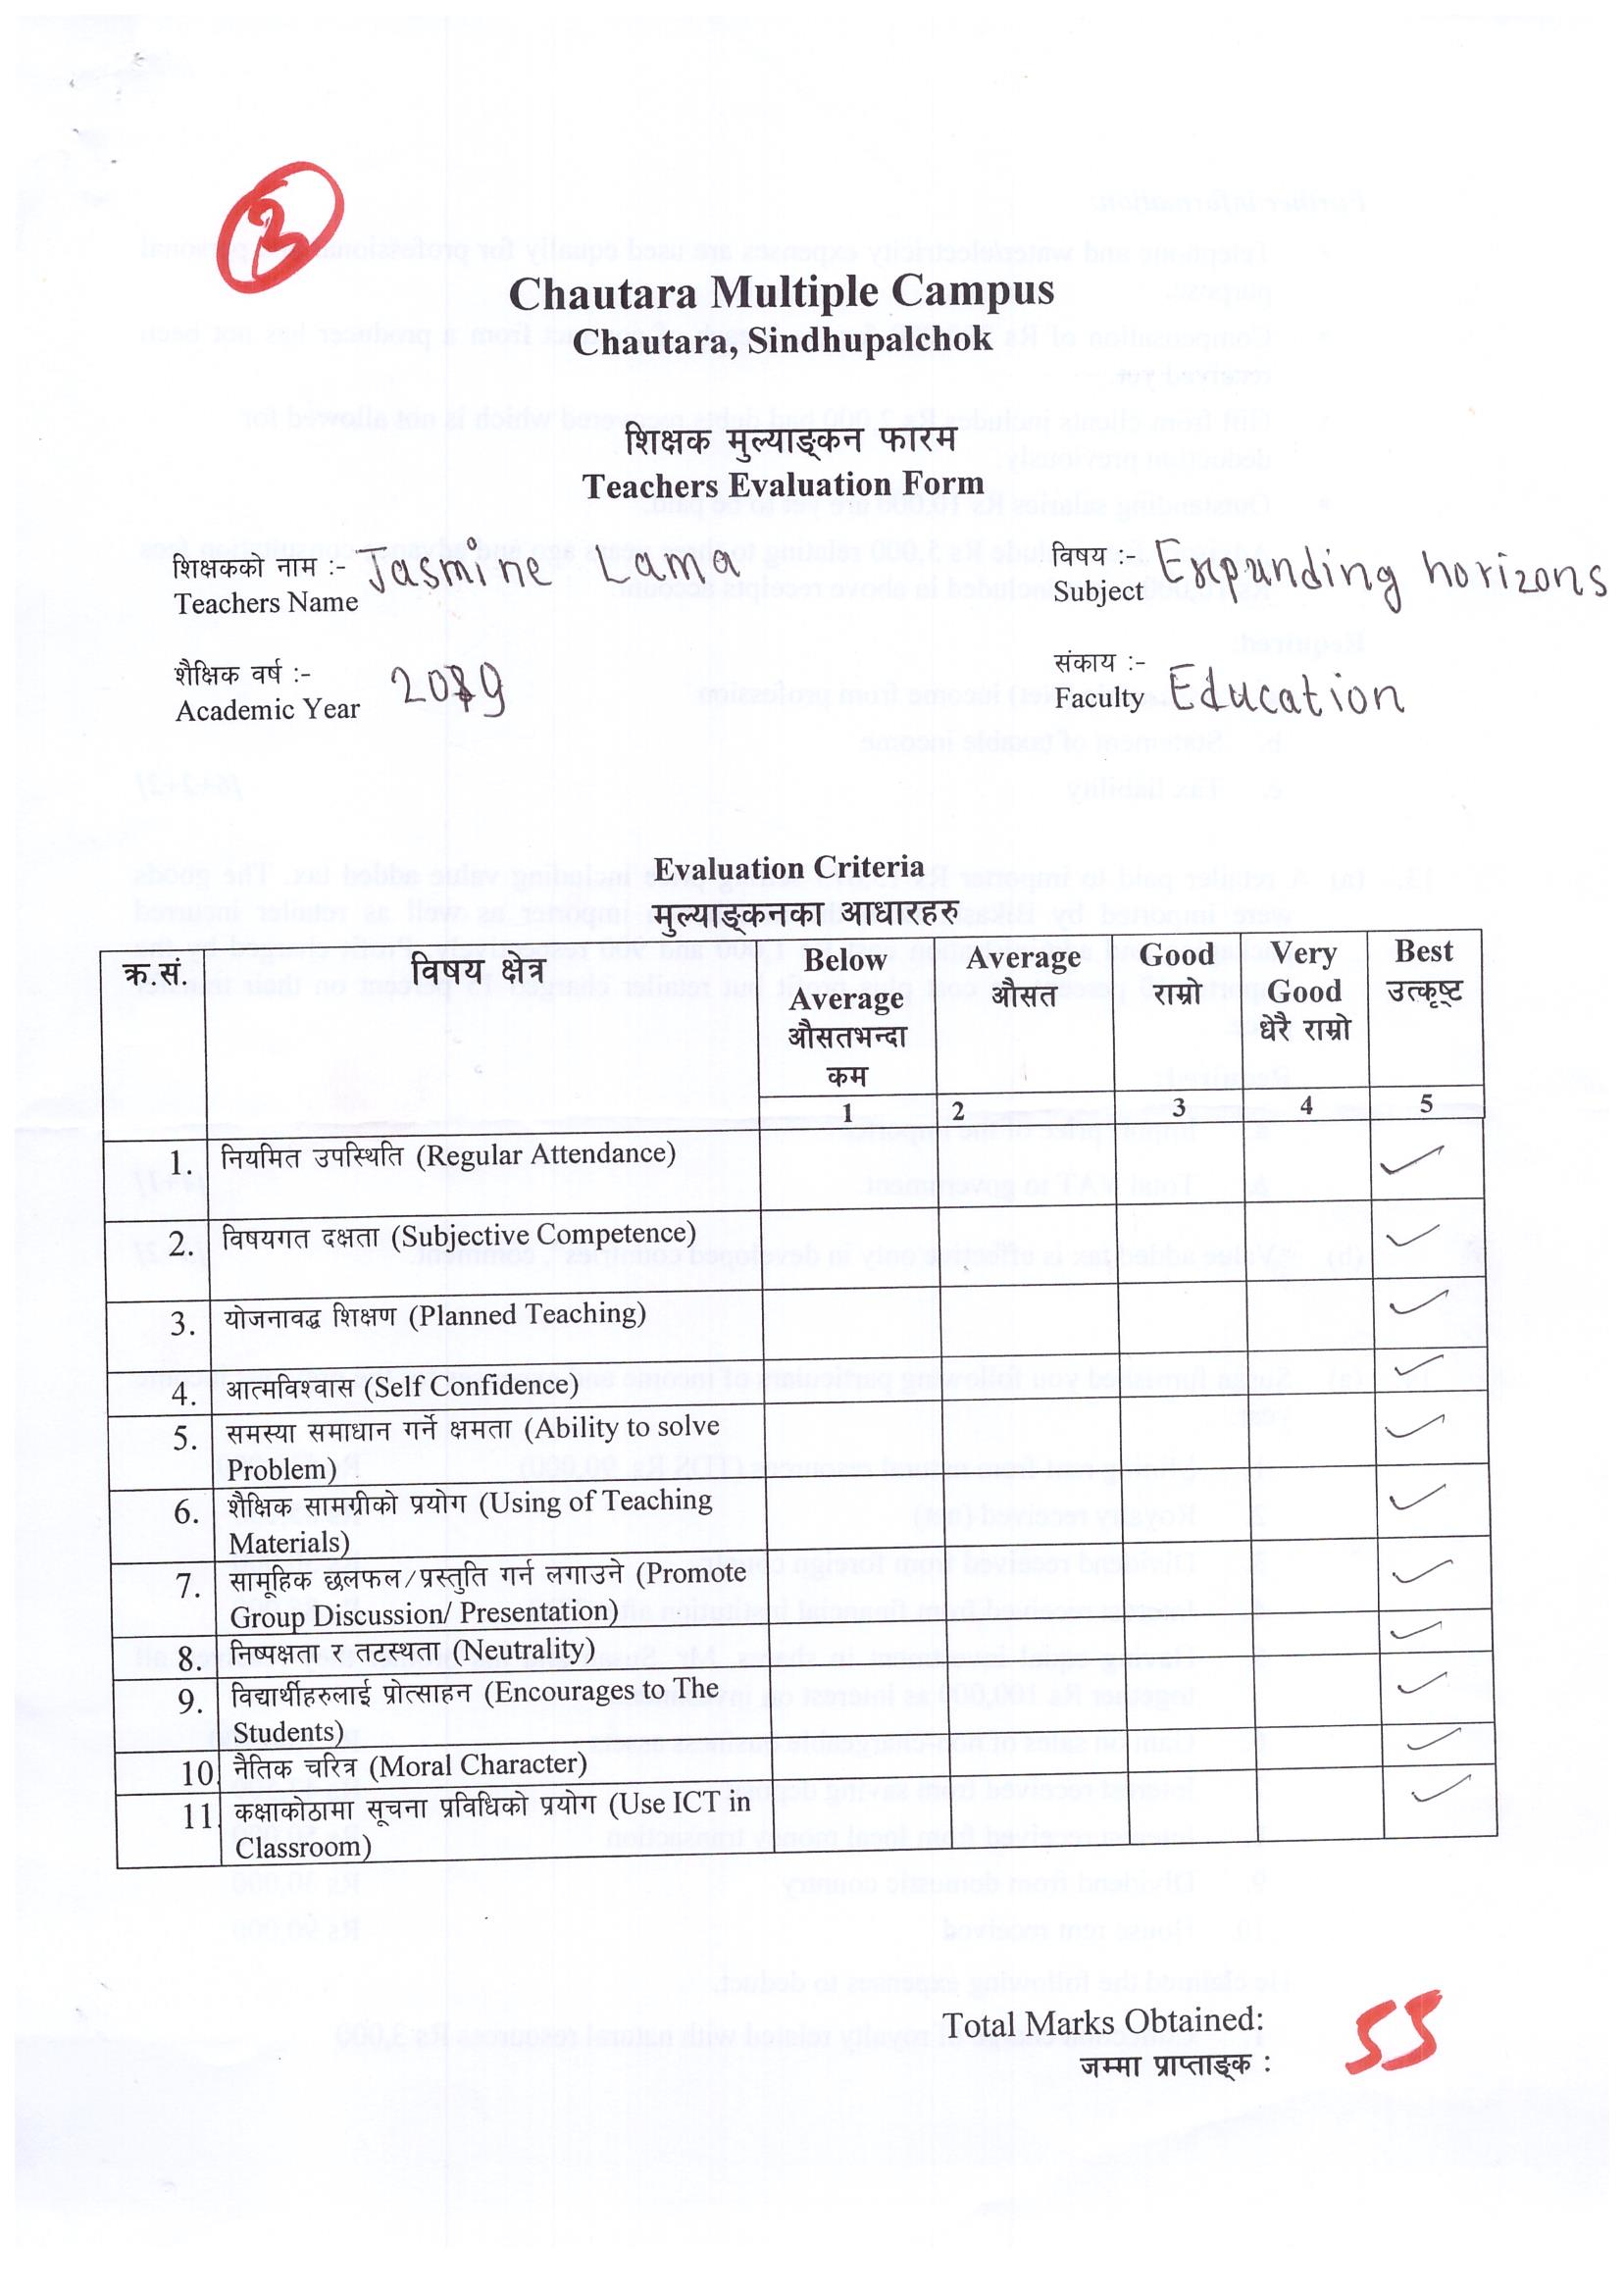 3
Chautara Multiple Campus
Chautara, Sindhupalchok
शिक्षक मुल्याङ्कन फारम
Teachers Evaluation Form
शिक्षकको नाम :- Jasmine Lama
Teachers Name
विषय :- Expanding horizons
Subject
शैक्षिक वर्ष :- 2079
Academic Year
संकाय :-
Faculty Education
Evaluation Criteria
मुल्याङ्कनका आधारहरु
क्र.सं. विषय क्षेत्र Below Average औसतभन्दा कम Average औसत Good राम्रो Very Good धेरै राम्रो Best उत्कृष्ट
1 2 3 4 5
1. नियमित उपस्थिति (Regular Attendance) ✓
2. विषयगत दक्षता (Subjective Competence) ✓
3. योजनावद्ध शिक्षण (Planned Teaching) ✓
4. आत्मविश्वास (Self Confidence) ✓
5. समस्या समाधान गर्ने क्षमता (Ability to solve ✓
Problem)
6. शैक्षिक सामग्रीको प्रयोग (Using of Teaching ✓
Materials)
7. सामूहिक छलफल/प्रस्तुति गर्न लगाउने (Promote ✓
Group Discussion/ Presentation)
8. निष्पक्षता र तटस्थता (Neutrality) ✓
9. विद्यार्थीहरुलाई प्रोत्साहन (Encourages to The ✓
Students)
10. नैतिक चरित्र (Moral Character) ✓
11. कक्षाकोठामा सूचना प्रविधिको प्रयोग (Use ICT in ✓
Classroom)
Total Marks Obtained: 55
जम्मा प्राप्ताङ्क :